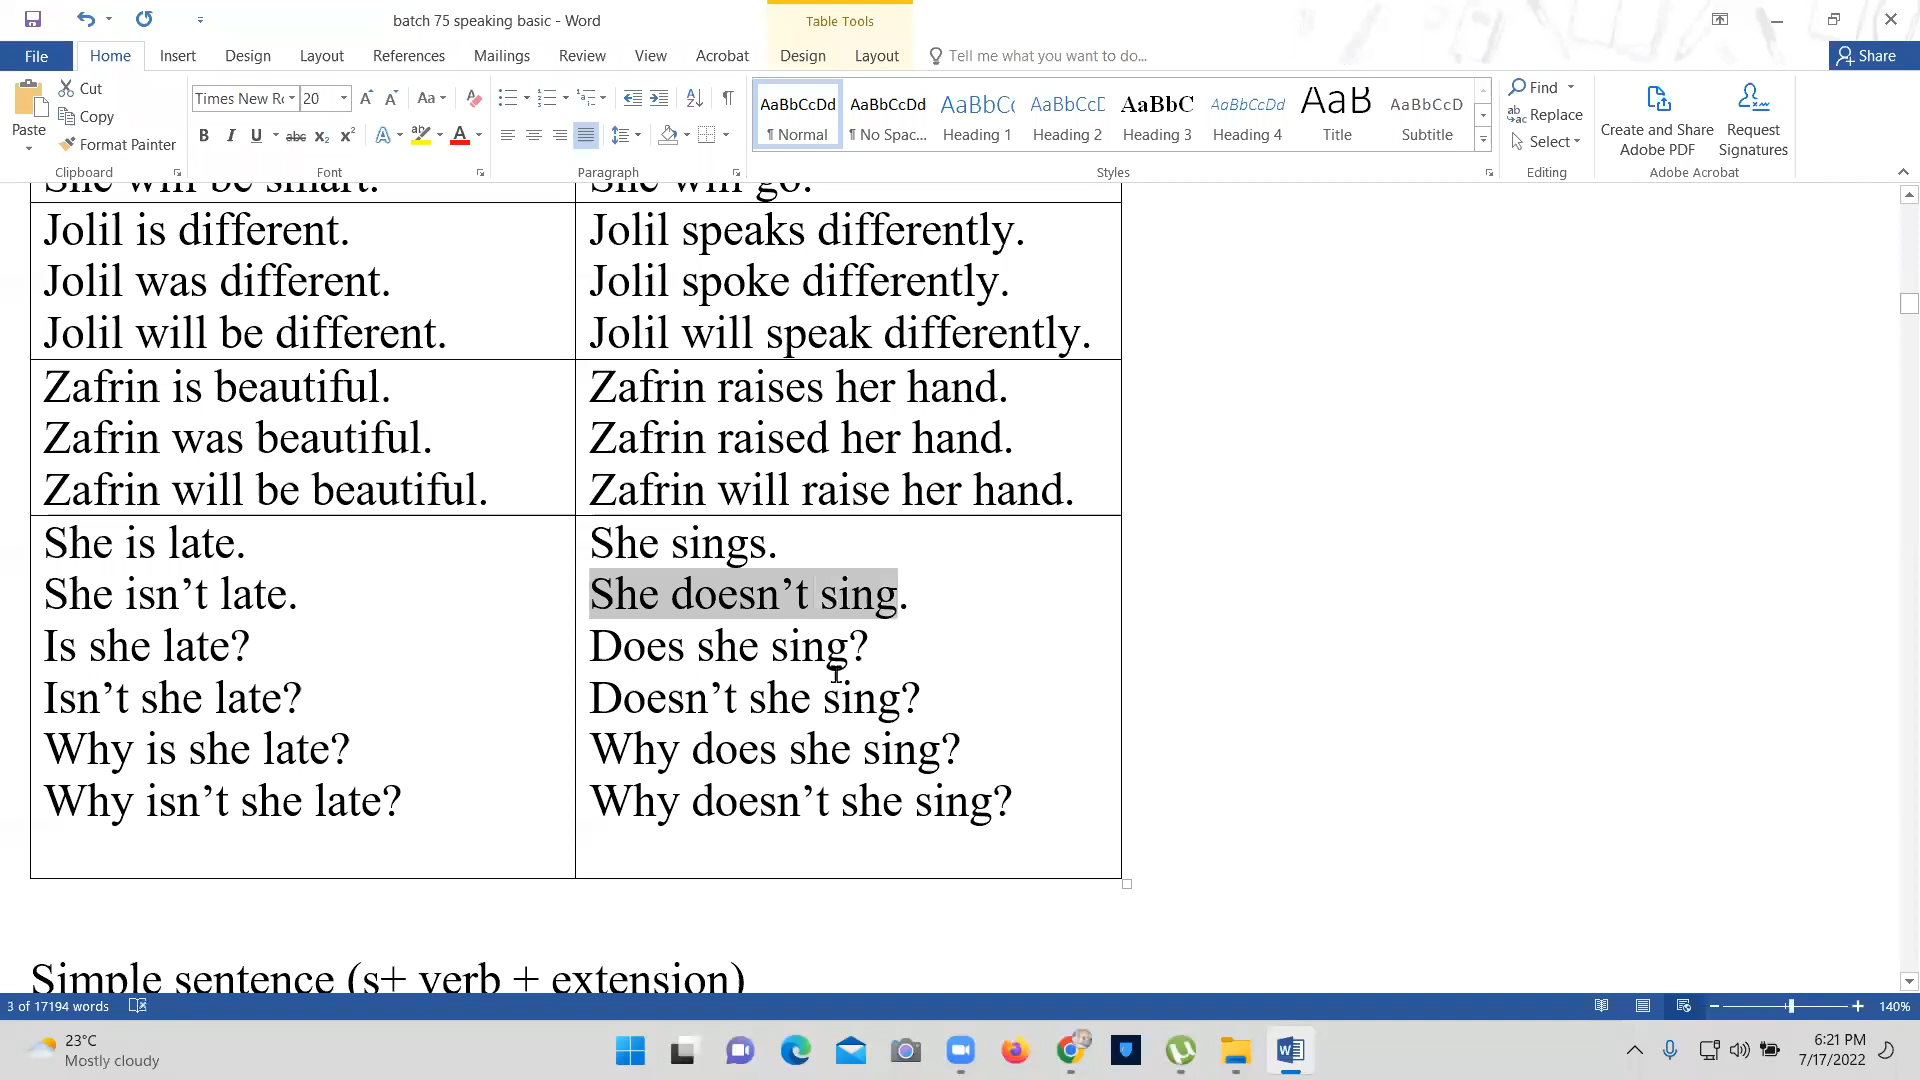 batch 75 speaking basic - Word
Table Tools
File Home Insert Design Layout References Mailings Review View Acrobat Design Layout Tell me what you want to do... Share
Paste
Cut
Copy
Format Painter
Clipboard
Times New Ro 20
Font
Paragraph
AaBbCcDd AaBbCcDd AaBbC( AaBbCcE AaBbC AaBbCcDd AaB AaBbCcD
¶ Normal ¶ No Spac... Heading 1 Heading 2 Heading 3 Heading 4 Title Subtitle
Styles
Find
Replace
Select
Editing
Create and Share
Adobe PDF
Request
Signatures
Adobe Acrobat
She will be smart. She will go.
Jolil is different.
Jolil was different.
Jolil will be different.
Jolil speaks differently.
Jolil spoke differently.
Jolil will speak differently.
Zafrin is beautiful.
Zafrin was beautiful.
Zafrin will be beautiful.
Zafrin raises her hand.
Zafrin raised her hand.
Zafrin will raise her hand.
She is late.
She isn’t late.
Is she late?
Isn’t she late?
Why is she late?
Why isn’t she late?
She sings.
She doesn’t sing.
Does she sing?
Doesn’t she sing?
Why does she sing?
Why doesn’t she sing?
Simple sentence (s+ verb + extension)
3 of 17194 words
140%
23°C
Mostly cloudy
6:21 PM
7/17/2022